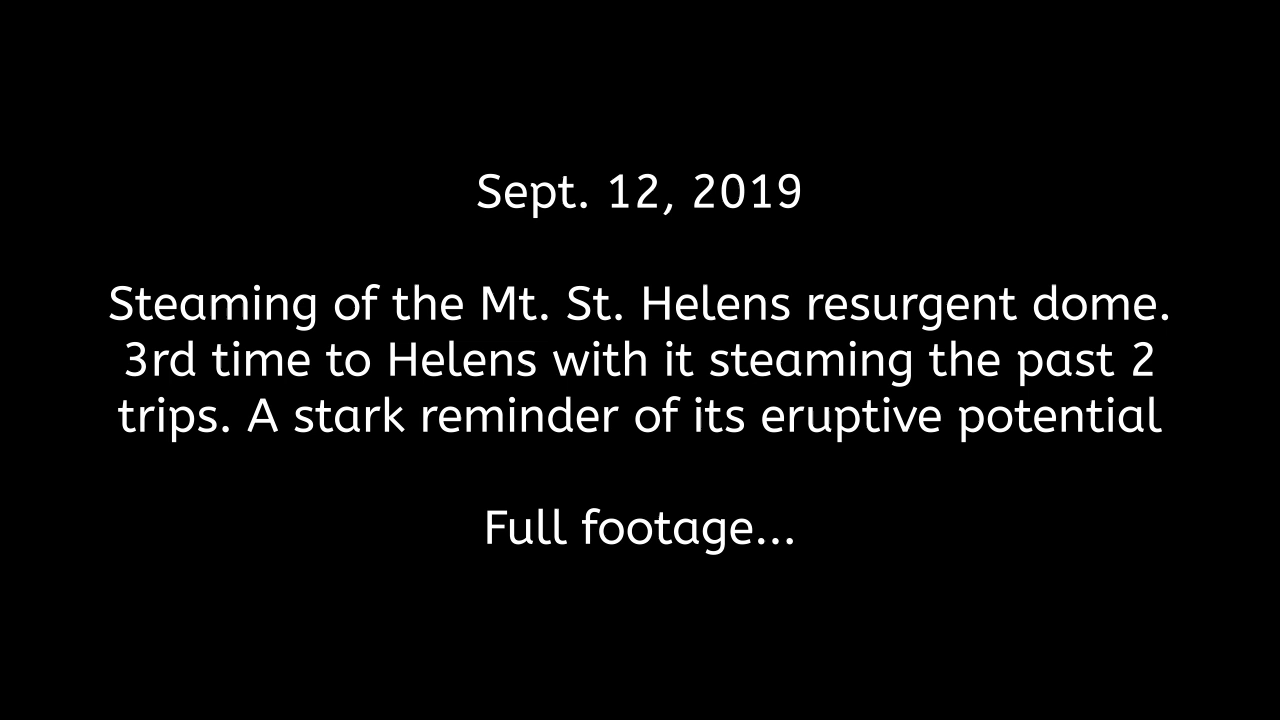 Sept. 12, 2019
Steaming of the Mt. St. Helens resurgent dome.
3rd time to Helens with it steaming the past 2
trips. A stark reminder of its eruptive potential
Full footage...